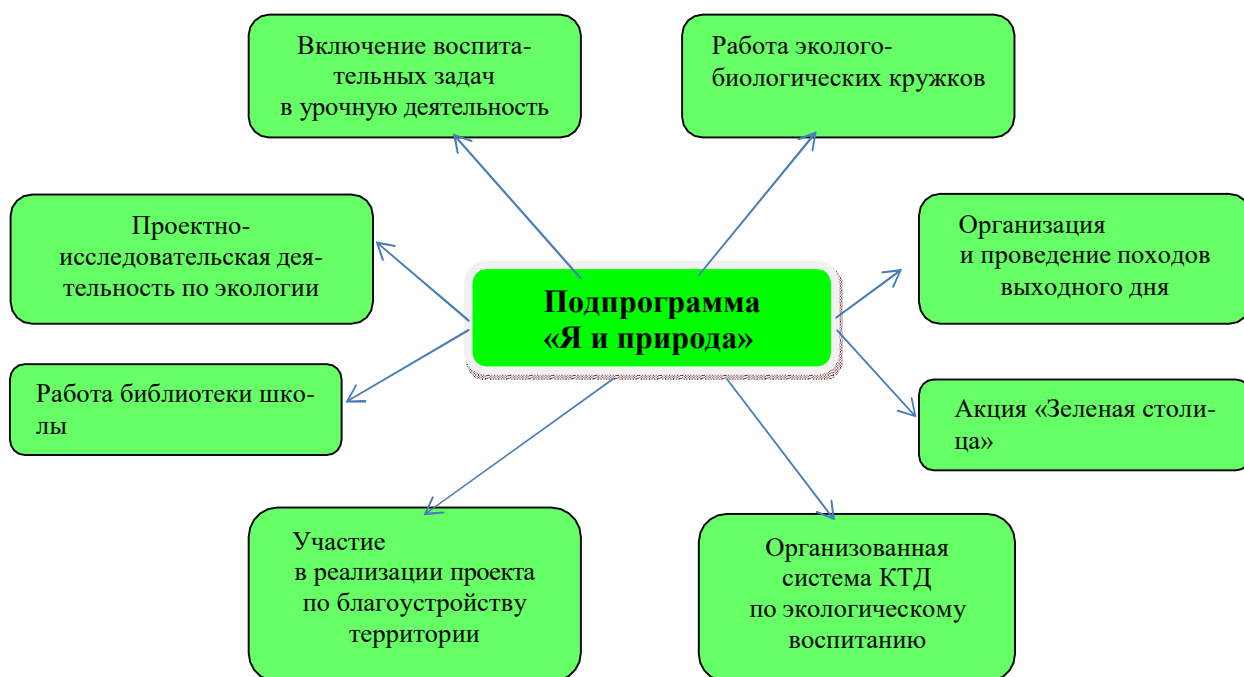 Включение воспита-
тельных задач
в урочную деятельность
Работа эколого-
биологических кружков
Проектно-
исследовательская дея-
тельность по экологии
Организация
и проведение походов
выходного дня
Подпрограмма
«Я и природа»
Работа библиотеки шко-
лы
Акция «Зеленая столи-
ца»
Участие
в реализации проекта
по благоустройству
территории
Организованная
система КТД
по экологическому
воспитанию